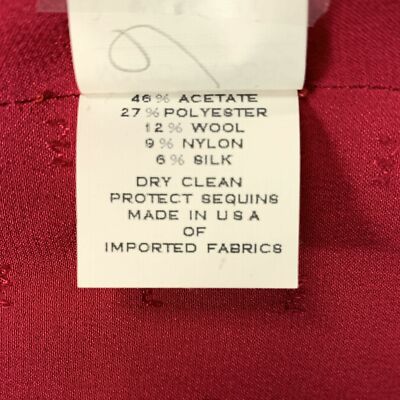 46% ACETATE
27% POLYESTER
12% WOOL
9% NYLON
6% SILK
DRY CLEAN
PROTECT SEQUINS
MADE IN USA
OF
IMPORTED FABRICS